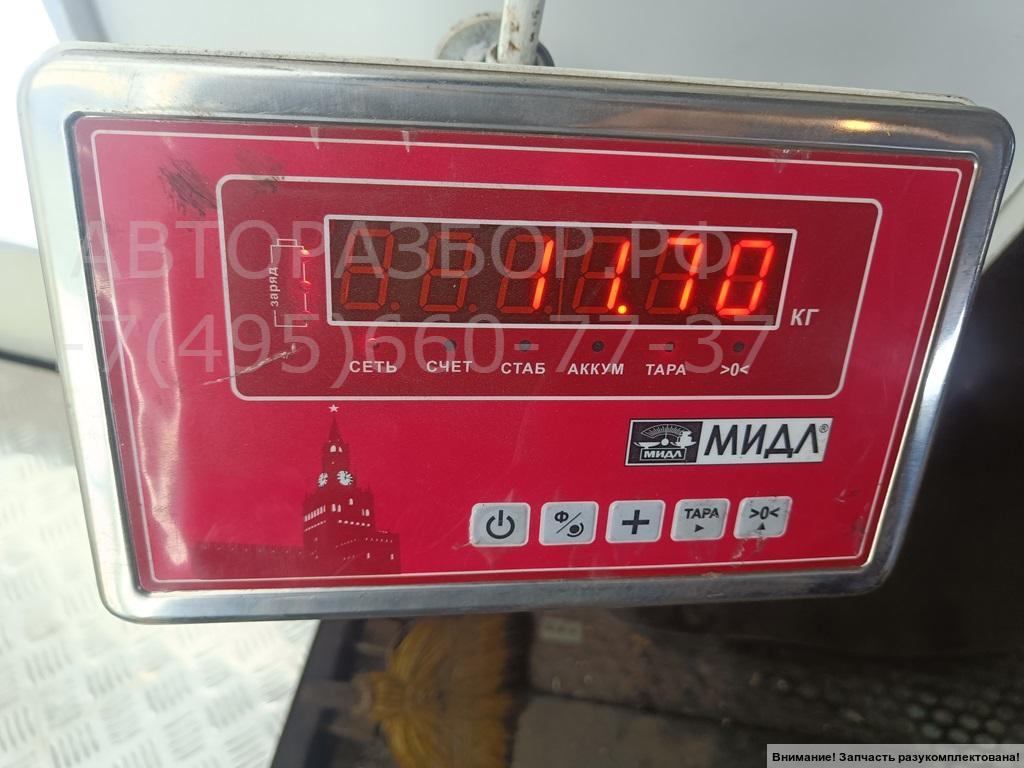 АВТОРАЗБОР.РФ
заряд
11.70
КГ
+7(495)660-77-37
СЕТЬ СЧЕТ СТАБ АККУМ ТАРА >0<
МИДЛ МИДЛ®
Ф ТАРА >0<
Внимание! Запчасть разукомплектована!